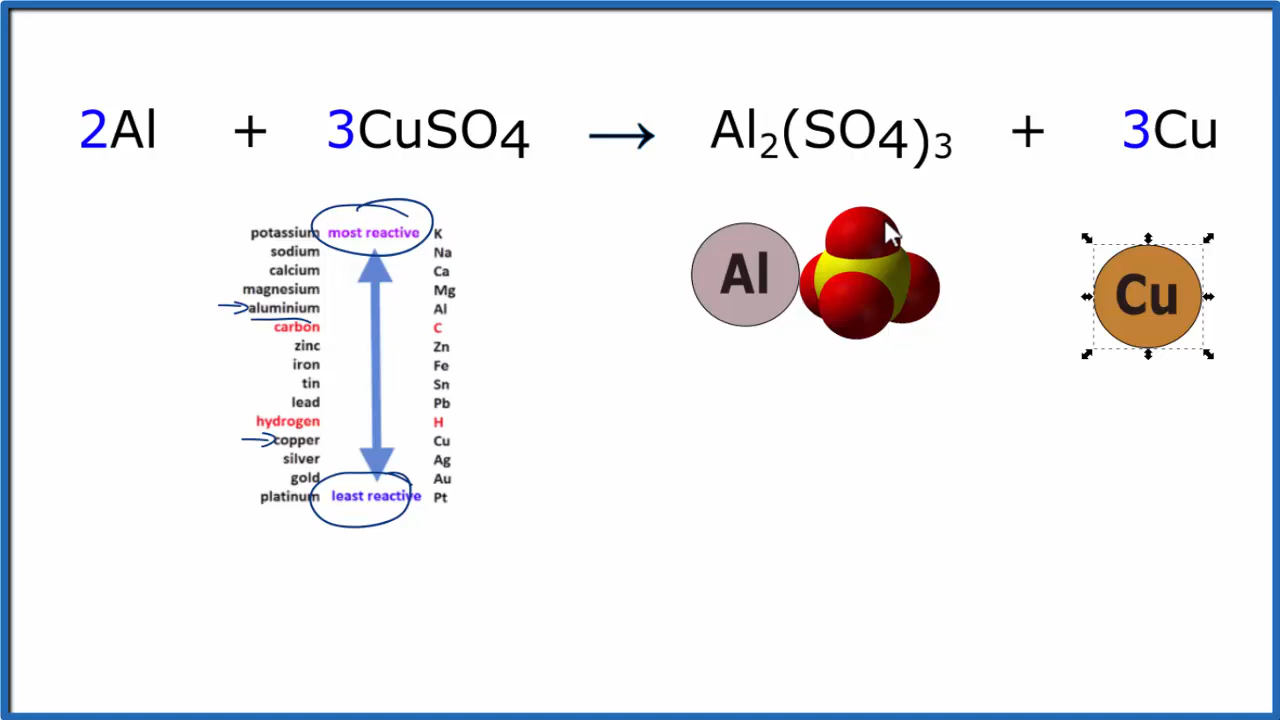 2Al + 3CuSO4 → Al2(SO4)3 + 3Cu
potassium most reactive K
sodium Na
calcium Ca
magnesium Mg
aluminium Al
carbon C
zinc Zn
iron Fe
tin Sn
lead Pb
hydrogen H
copper Cu
silver Ag
gold Au
platinum least reactive Pt
Al
Cu